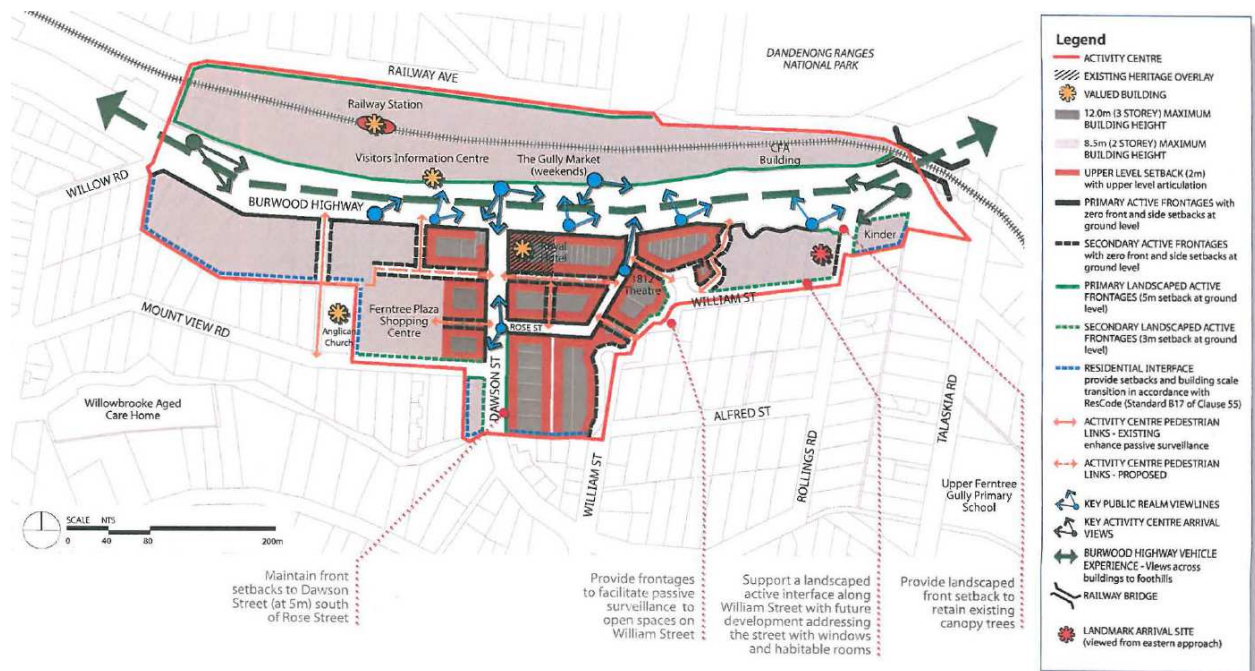 RAILWAY AVE
DANDENONG RANGES
NATIONAL PARK
Railway Station
Visitors Information Centre
The Gully Market
(weekends)
CFA
Building
WILLOW RD
BURWOOD HIGHWAY
Kinder
Royal
Hotel
1812
Theatre
WILLIAM ST
MOUNT VIEW RD
Anglican
Church
Ferntree Plaza
Shopping
Centre
ROSE ST
DAWSON ST
Willowbrooke Aged
Care Home
ALFRED ST
WILLIAM ST
ROLLINGS RD
TALASKIA RD
Upper Ferntree
Gully Primary
School
SCALE NTS
0 40 80 200m
Maintain front
setbacks to Dawson
Street (at 5m) south
of Rose Street
Provide frontages
to facilitate passive
surveillance to
open spaces on
William Street
Support a landscaped
active interface along
William Street with future
development addressing
the street with windows
and habitable rooms
Provide landscaped
front setback to
retain existing
canopy trees
Legend
ACTIVITY CENTRE
EXISTING HERITAGE OVERLAY
VALUED BUILDING
12.0m (3 STOREY) MAXIMUM
BUILDING HEIGHT
8.5m (2 STOREY) MAXIMUM
BUILDING HEIGHT
UPPER LEVEL SETBACK (2m)
with upper level articulation
PRIMARY ACTIVE FRONTAGES with
zero front and side setbacks at
ground level
SECONDARY ACTIVE FRONTAGES
with zero front and side setbacks at
ground level
PRIMARY LANDSCAPED ACTIVE
FRONTAGES (5m setback at ground
level)
SECONDARY LANDSCAPED ACTIVE
FRONTAGES (3m setback at ground
level)
RESIDENTIAL INTERFACE
provide setbacks and building scale
transition in accordance with
ResCode (Standard B17 of Clause 55)
ACTIVITY CENTRE PEDESTRIAN
LINKS - EXISTING
enhance passive surveillance
ACTIVITY CENTRE PEDESTRIAN
LINKS - PROPOSED
KEY PUBLIC REALM VIEWLINES
KEY ACTIVITY CENTRE ARRIVAL
VIEWS
BURWOOD HIGHWAY VEHICLE
EXPERIENCE - Views across
buildings to foothills
RAILWAY BRIDGE
LANDMARK ARRIVAL SITE
(viewed from eastern approach)